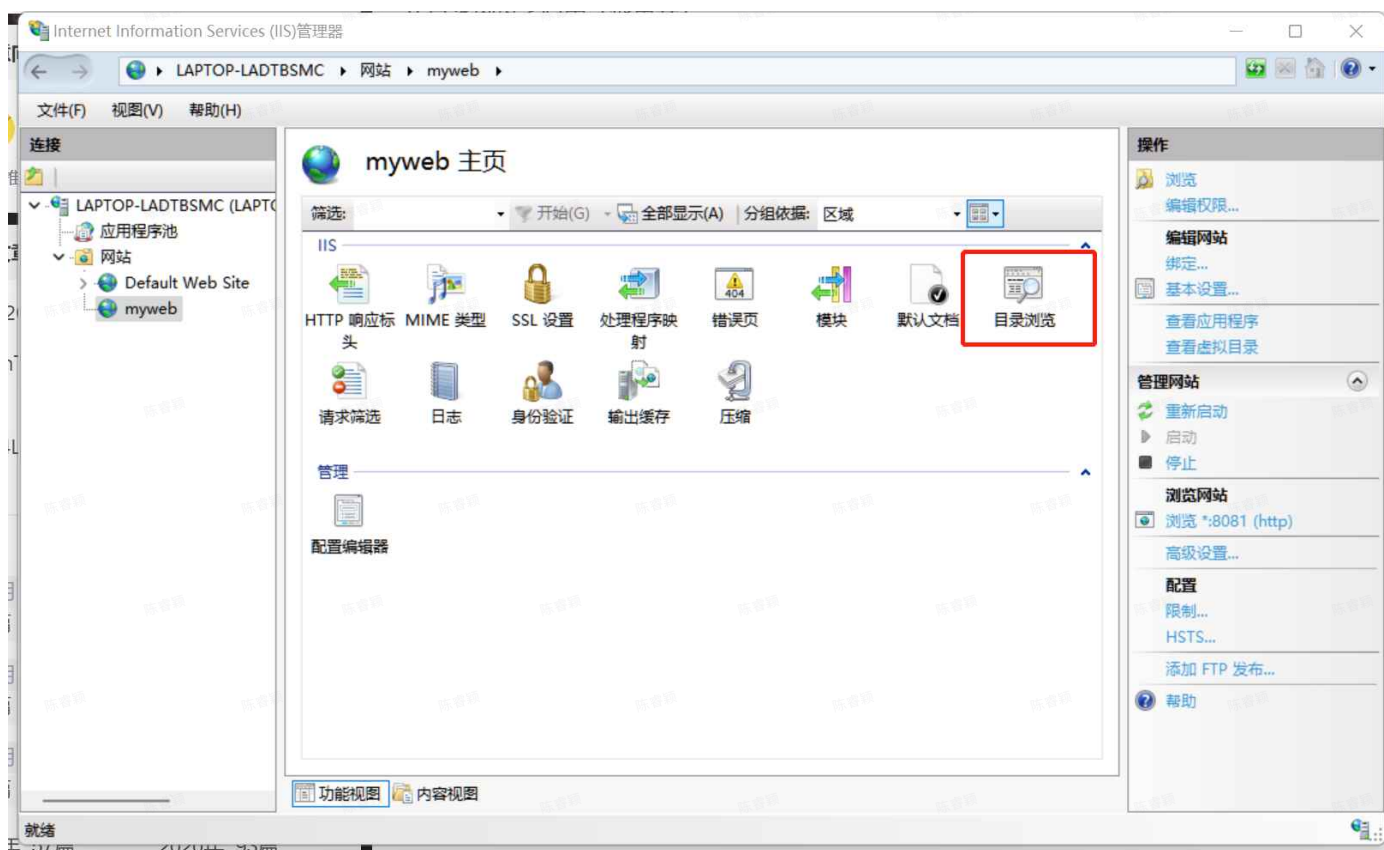 Internet Information Services (IIS)管理器
LAPTOP-LADTBSMC 网站 myweb
文件(F) 视图(V) 帮助(H)
连接
LAPTOP-LADTBSMC (LAPTO
应用程序池
网站
Default Web Site
myweb
myweb 主页
筛选: 开始(G) 全部显示(A) 分组依据: 区域
IIS
HTTP 响应标头 MIME 类型 SSL 设置 处理程序映射 错误页 模块 默认文档 目录浏览
404
请求筛选 日志 身份验证 输出缓存 压缩
管理
配置编辑器
功能视图 内容视图
操作
浏览
编辑权限...
编辑网站
绑定...
基本设置...
查看应用程序
查看虚拟目录
管理网站
重新启动
启动
停止
浏览网站
浏览 *:8081 (http)
高级设置...
配置
限制...
HSTS...
添加 FTP 发布...
帮助
就绪
陈睿颖